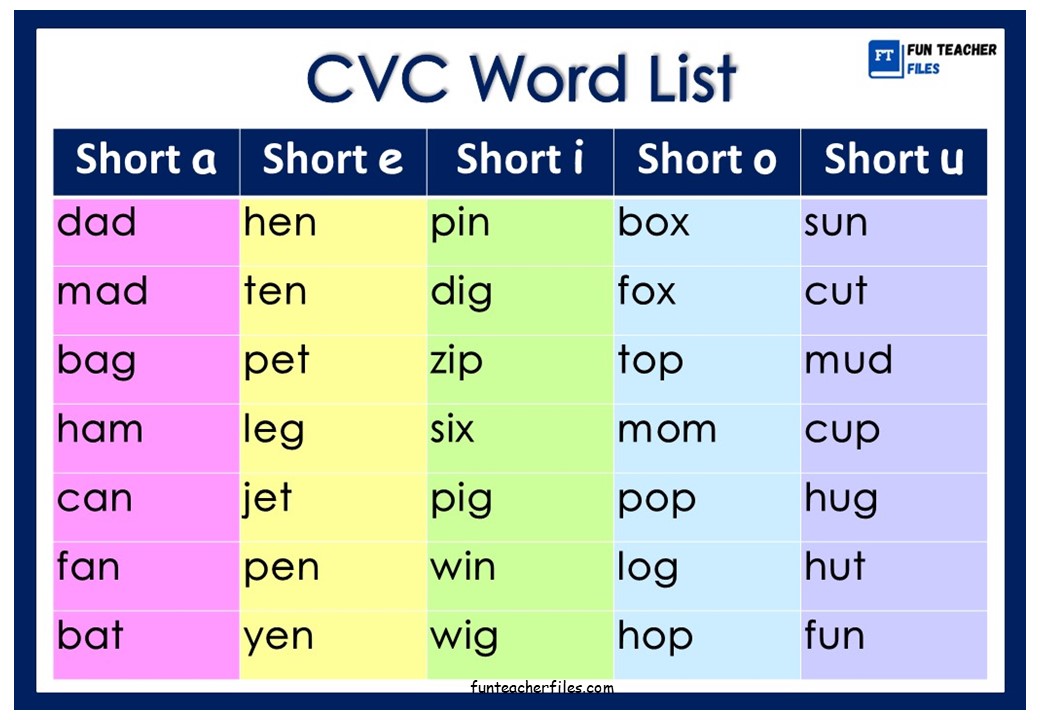 CVC Word List
FT FUN TEACHER
FILES
Short a Short e Short i Short o Short u
dad hen pin box sun
mad ten dig fox cut
bag pet zip top mud
ham leg six mom cup
can jet pig pop hug
fan pen win log hut
bat yen wig hop fun
funteacherfiles.com